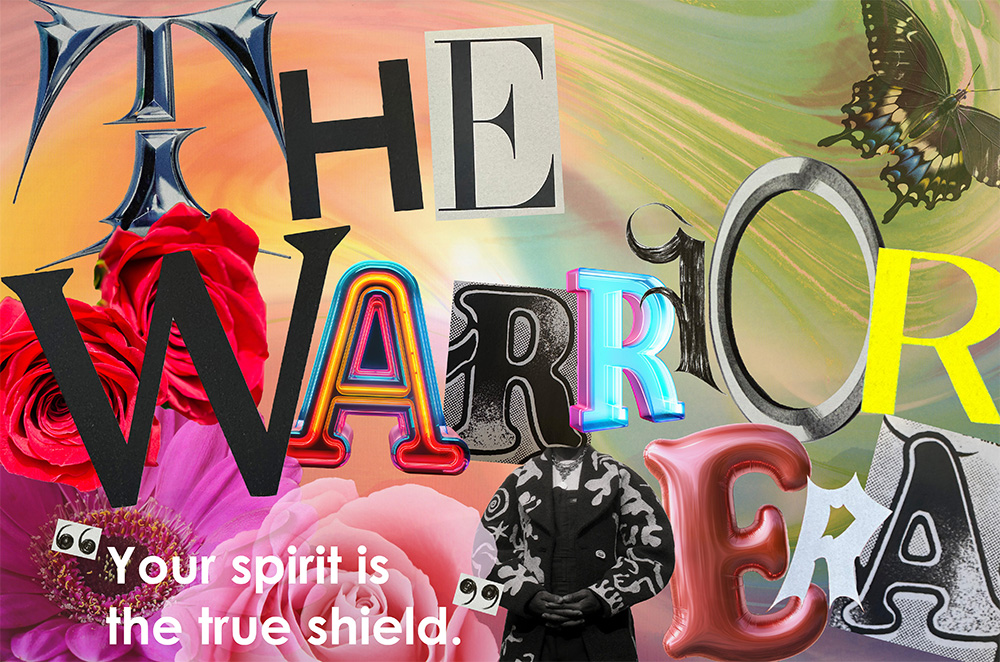 THE
WARRiOR
ERA
“Your spirit is
the true shield.”